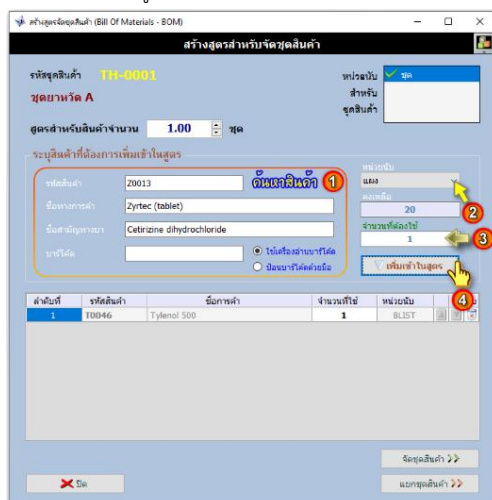 สร้างสูตรจัดชุดสินค้า (Bill Of Materials - BOM)
สร้างสูตรสำหรับจัดชุดสินค้า
รหัสชุดสินค้า TH-0001
หน่วยนับ สำหรับ ชุดสินค้า
ชุด
ชุดยาหวัด A
สูตรสำหรับสินค้าจำนวน 1.00 ชุด
ระบุสินค้าที่ต้องการเพิ่มเข้าในสูตร
รหัสสินค้า Z0013 ค้นหาสินค้า 1
หน่วยนับ
แผง
ชื่อทางการค้า Zyrtec (tablet)
คงเหลือ
20 2
ชื่อสามัญทางยา Cetirizine dihydrochloride
จำนวนที่ต้องใช้
1 3
บาร์โค้ด
ใช้เครื่องอ่านบาร์โค้ด
ป้อนบาร์โค้ดด้วยมือ
เพิ่มเข้าในสูตร
4
ลำดับที่ รหัสสินค้า ชื่อการค้า จำนวนที่ใช้ หน่วยนับ
1 T0046 Tylenol 500 1 BLIST
จัดชุดสินค้า
ปิด
แยกชุดสินค้า